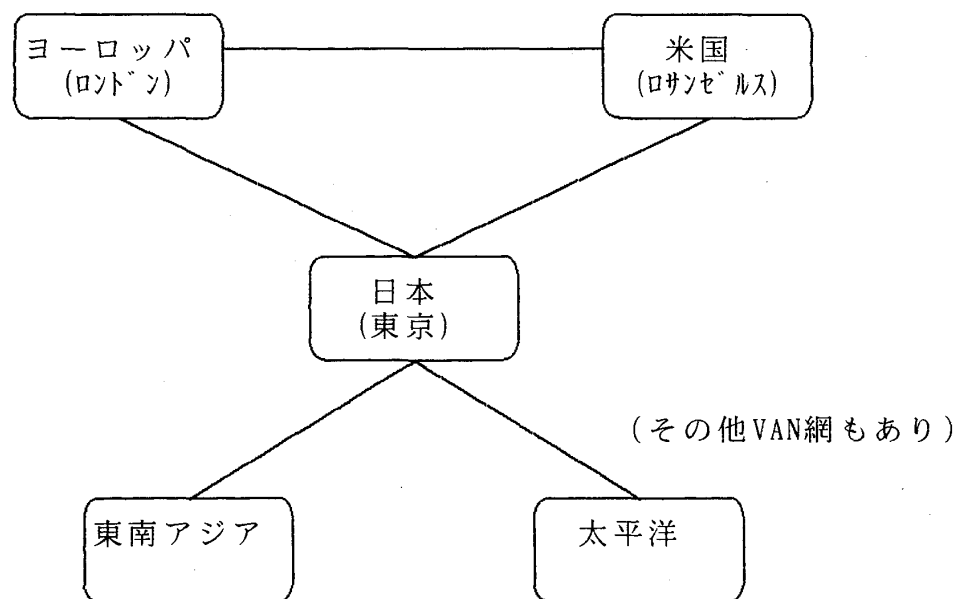 ヨーロッパ
(ﾛﾝﾄﾞﾝ)
米国
(ﾛｻﾝｾﾞﾙｽ)
日本
(東京)
(その他VAN網もあり)
東南アジア
太平洋